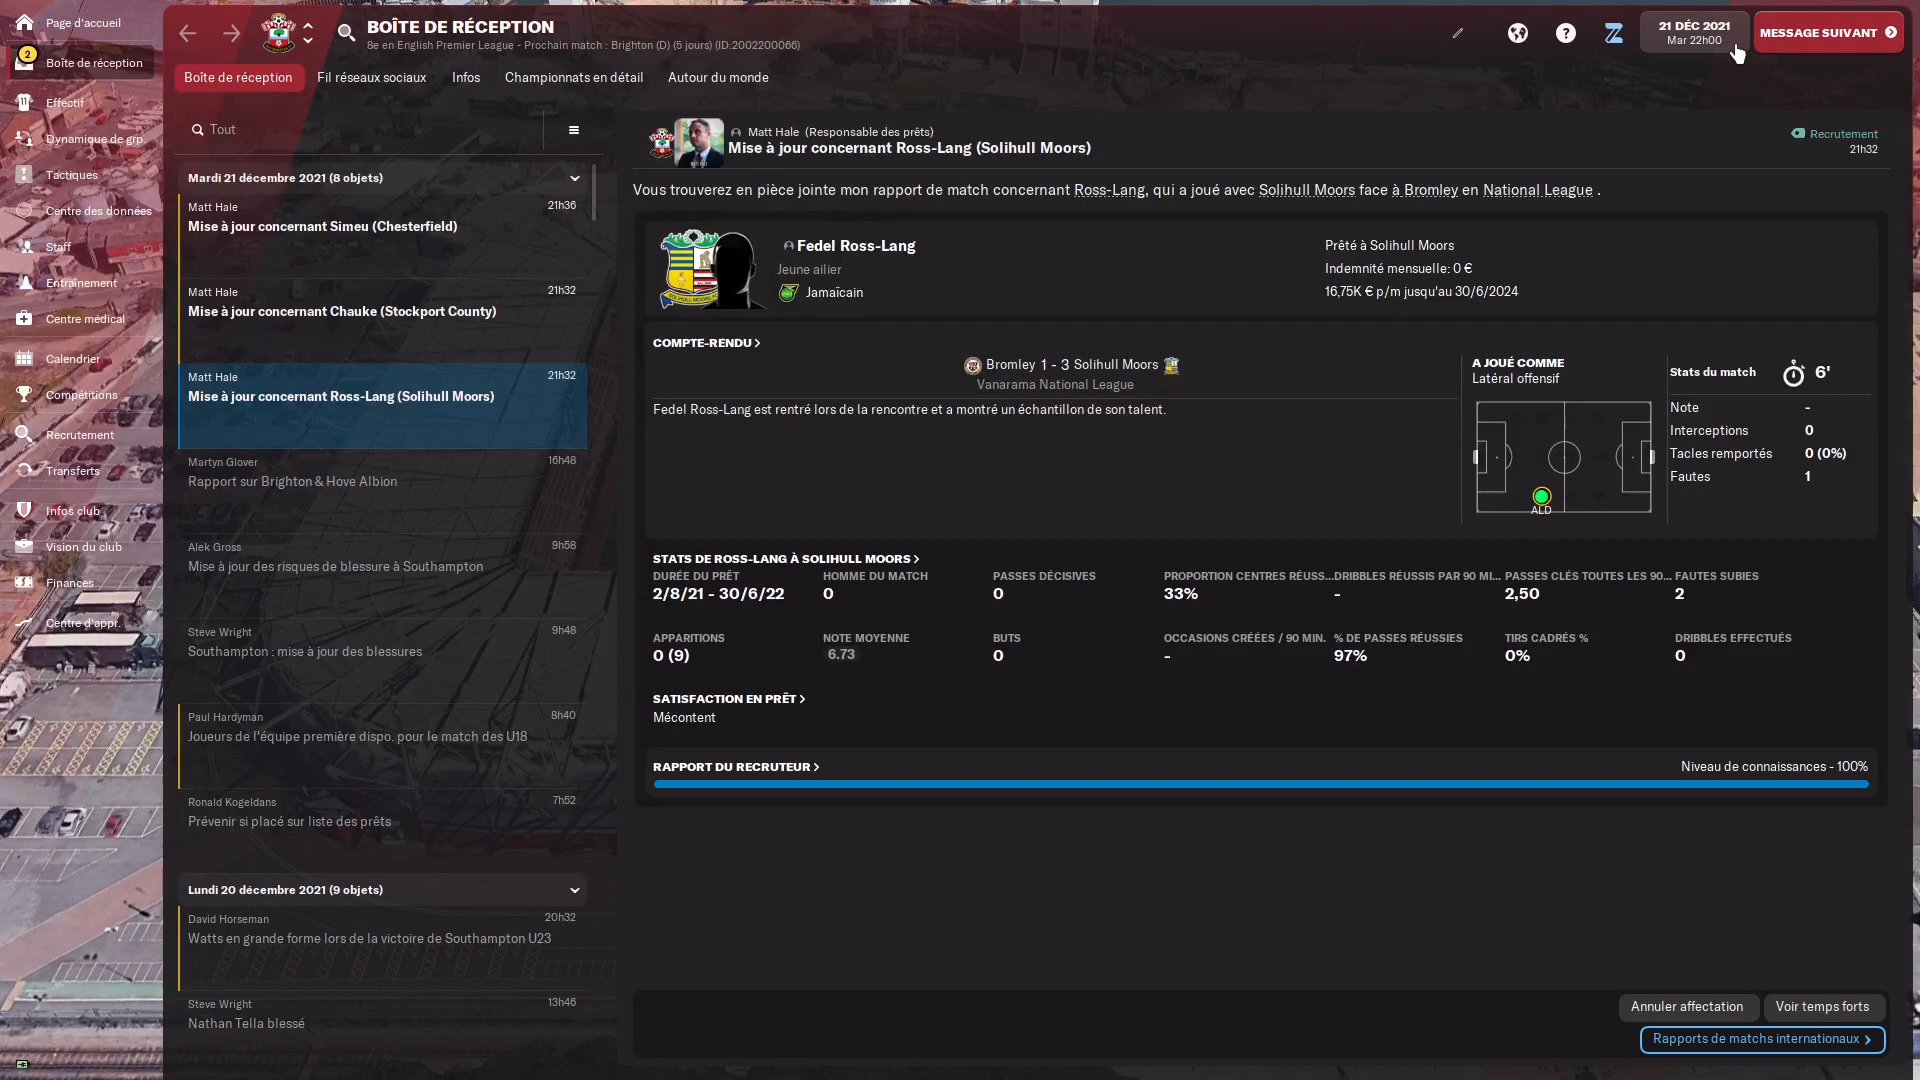 Page d'accueil
2
Boîte de réception
Effectif
Dynamique de grp.
Tactiques
Centre des données
Staff
Entraînement
Centre médical
Calendrier
Compétitions
Recrutement
Transferts
Infos club
Vision du club
Finances
Centre d'appr.
BOÎTE DE RÉCEPTION
8e en English Premier League - Prochain match : Brighton (D) (5 jours) (ID:2002200066)
21 DÉC 2021
Mar 22h00
MESSAGE SUIVANT
Boîte de réception
Fil réseaux sociaux
Infos
Championnats en détail
Autour du monde
Tout
Mardi 21 décembre 2021 (8 objets)
Matt Hale
21h36
Mise à jour concernant Simeu (Chesterfield)
Matt Hale
21h32
Mise à jour concernant Chauke (Stockport County)
Matt Hale
21h32
Mise à jour concernant Ross-Lang (Solihull Moors)
Martyn Glover
16h48
Rapport sur Brighton & Hove Albion
Alek Gross
9h58
Mise à jour des risques de blessure à Southampton
Steve Wright
9h48
Southampton : mise à jour des blessures
Paul Hardyman
8h40
Joueurs de l'équipe première dispo. pour le match des U18
Ronald Kogeldans
7h52
Prévenir si placé sur liste des prêts
Lundi 20 décembre 2021 (9 objets)
David Horseman
20h32
Watts en grande forme lors de la victoire de Southampton U23
Steve Wright
13h46
Nathan Tella blessé
Matt Hale (Responsable des prêts)
Mise à jour concernant Ross-Lang (Solihull Moors)
Recrutement
21h32
Vous trouverez en pièce jointe mon rapport de match concernant Ross-Lang, qui a joué avec Solihull Moors face à Bromley en National League .
Fedel Ross-Lang
Jeune ailier
Jamaïcain
Prêté à Solihull Moors
Indemnité mensuelle: 0 €
16,75K € p/m jusqu'au 30/6/2024
COMPTE-RENDU
Bromley 1 - 3 Solihull Moors
Vanarama National League
Fedel Ross-Lang est rentré lors de la rencontre et a montré un échantillon de son talent.
A JOUÉ COMME
Latéral offensif
ALD
Stats du match 6'
Note -
Interceptions 0
Tacles remportés 0 (0%)
Fautes 1
STATS DE ROSS-LANG À SOLIHULL MOORS
DURÉE DU PRÊT HOMME DU MATCH PASSES DÉCISIVES PROPORTION CENTRES RÉUSS... DRIBBLES RÉUSSIS PAR 90 MI... PASSES CLÉS TOUTES LES 90... FAUTES SUBIES
2/8/21 - 30/6/22 0 0 33% - 2,50 2
APPARITIONS NOTE MOYENNE BUTS OCCASIONS CRÉÉES / 90 MIN. % DE PASSES RÉUSSIES TIRS CADRÉS % DRIBBLES EFFECTUÉS
0 (9) 6.73 0 - 97% 0% 0
SATISFACTION EN PRÊT
Mécontent
RAPPORT DU RECRUTEUR
Niveau de connaissances - 100%
Annuler affectation
Voir temps forts
Rapports de matchs internationaux